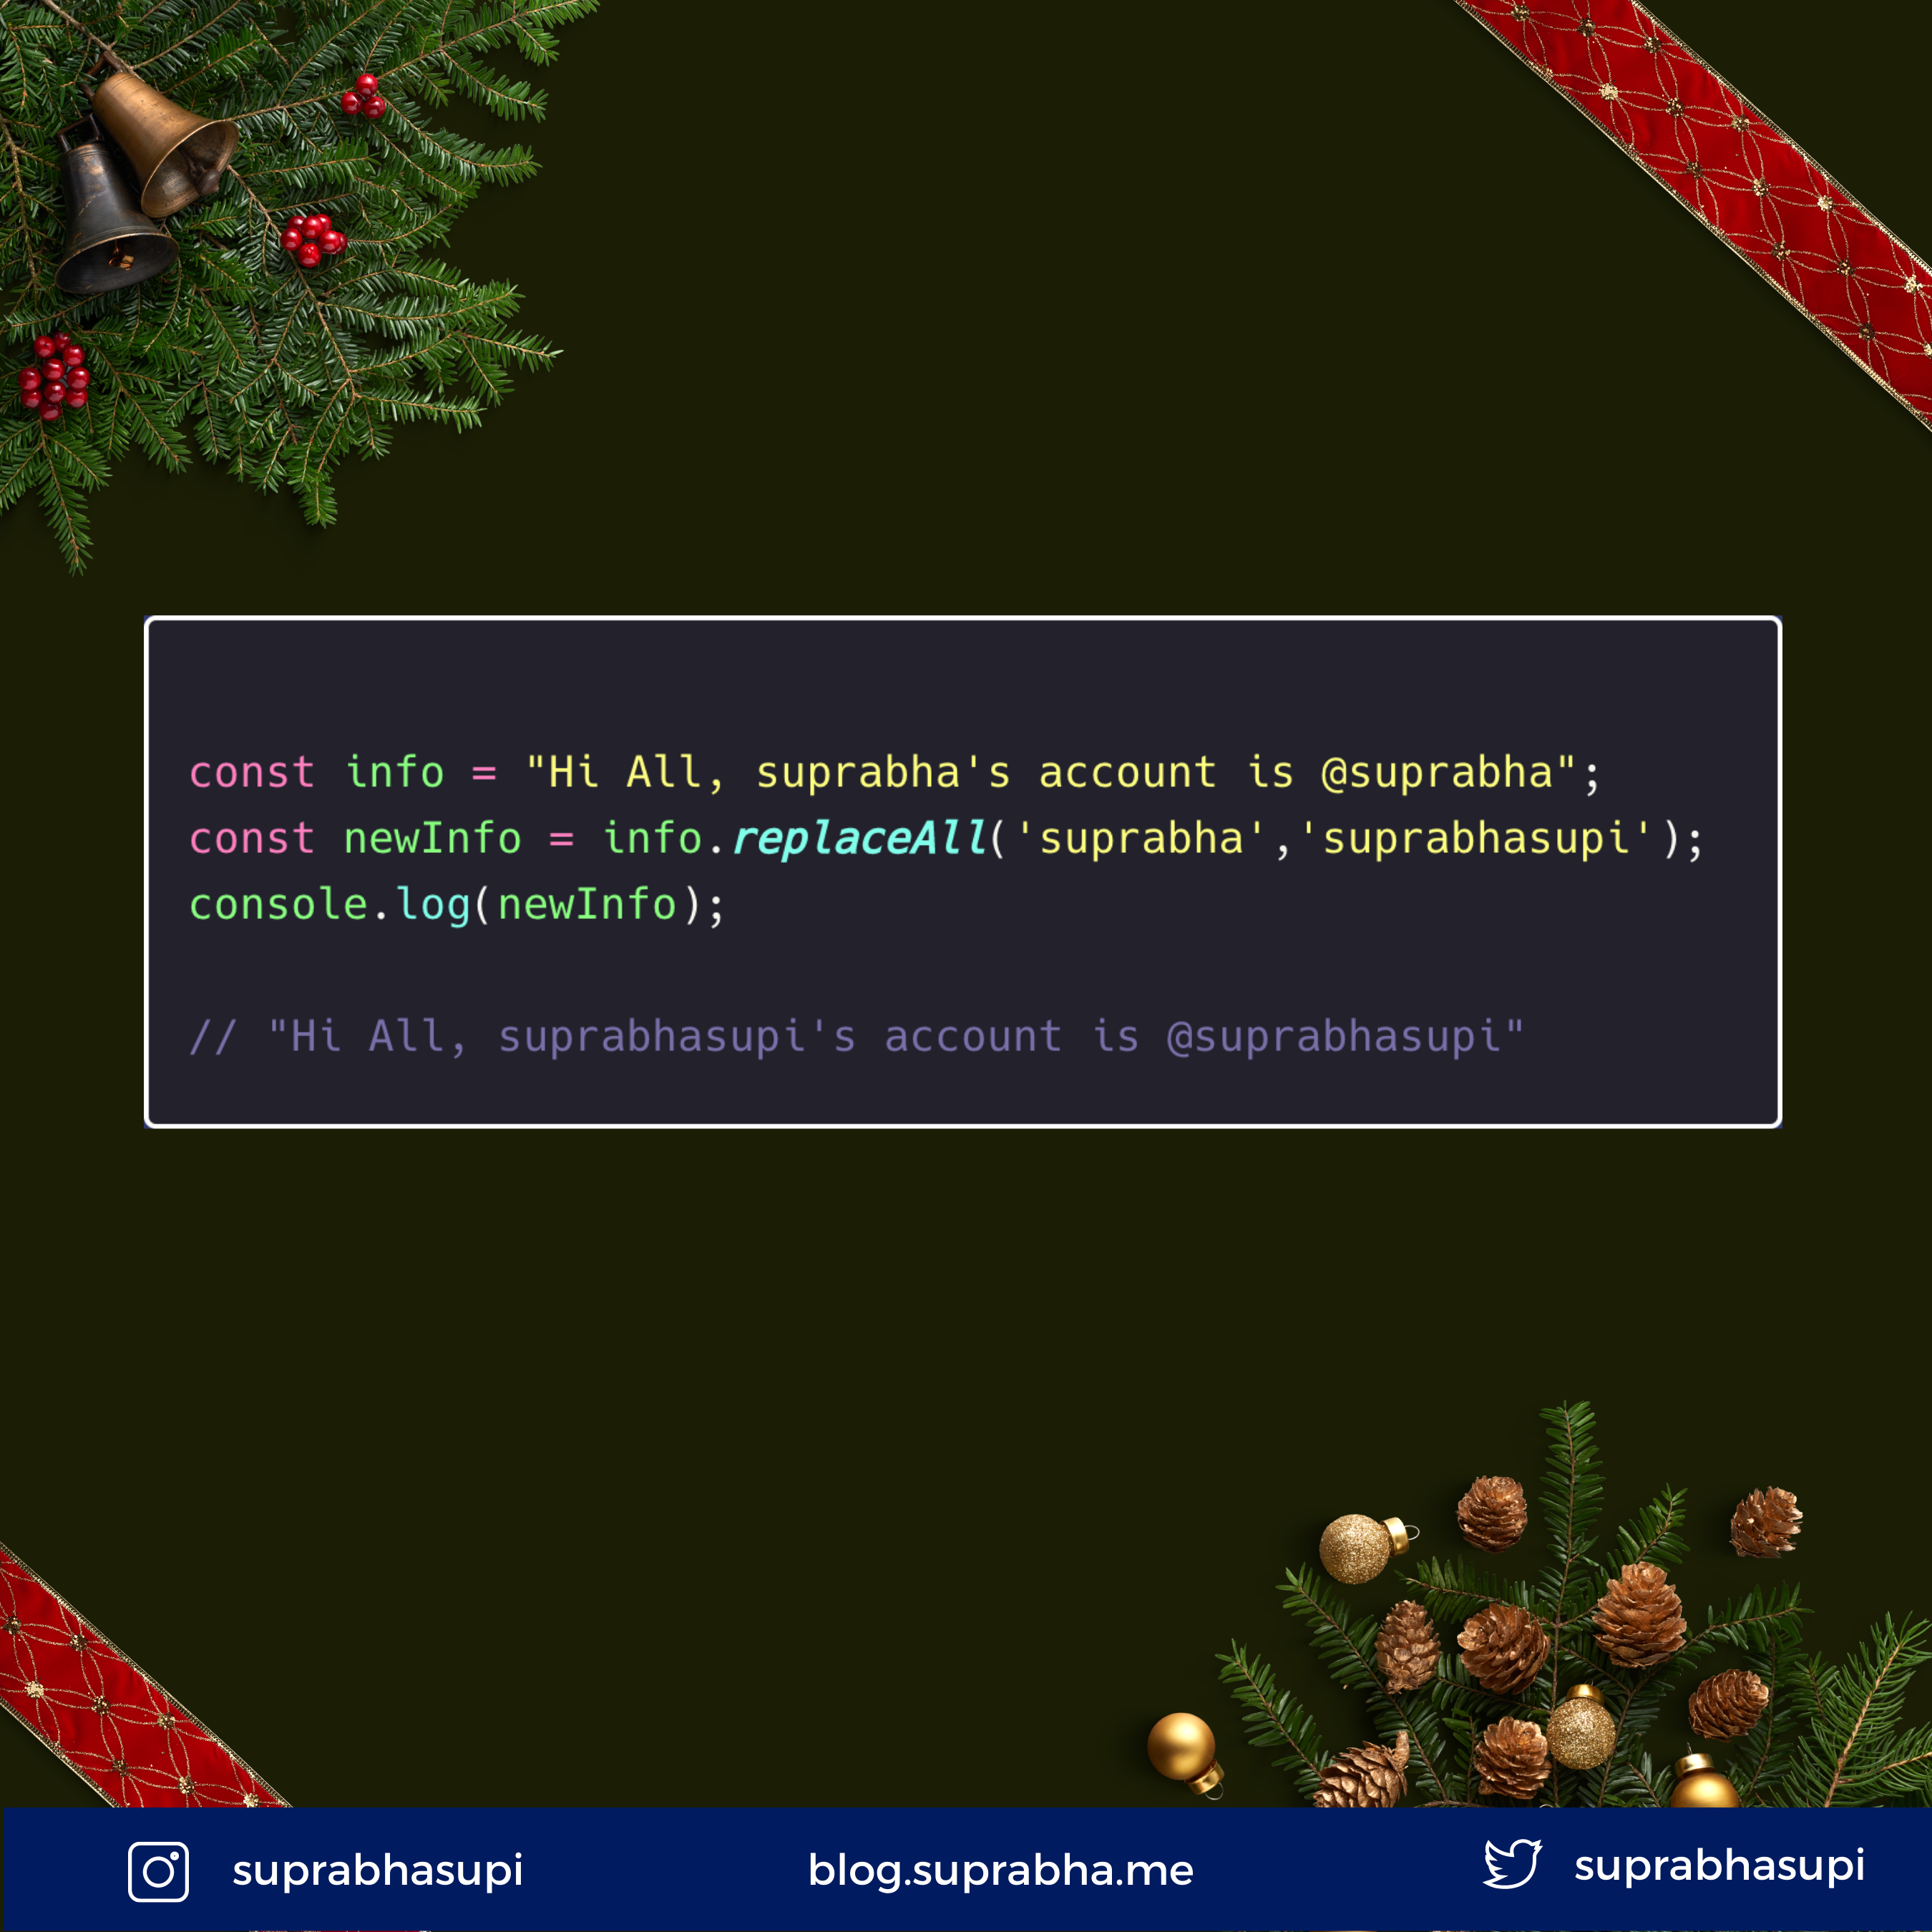 const info = "Hi All, suprabha's account is @suprabha";
const newInfo = info.replaceAll('suprabha','suprabhasupi');
console.log(newInfo);
// "Hi All, suprabhasupi's account is @suprabhasupi"
suprabhasupi
blog.suprabha.me
suprabhasupi